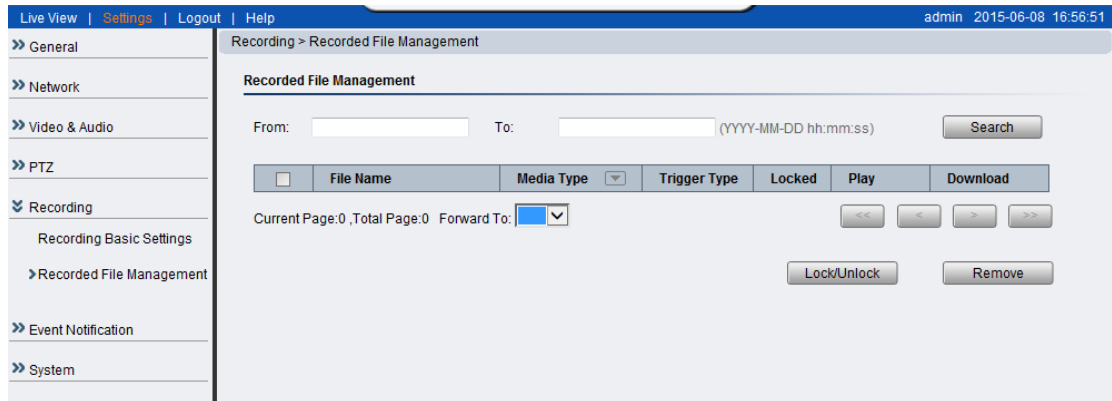 Live View | Settings | Logout | Help admin 2015-06-08 16:56:51
General
Network
Video & Audio
PTZ
Recording
Recording Basic Settings
Recorded File Management
Event Notification
System
Recording > Recorded File Management
Recorded File Management
From: To: (YYYY-MM-DD hh:mm:ss) Search
File Name Media Type Trigger Type Locked Play Download
Current Page:0 ,Total Page:0 Forward To: << < > >>
Lock/Unlock Remove